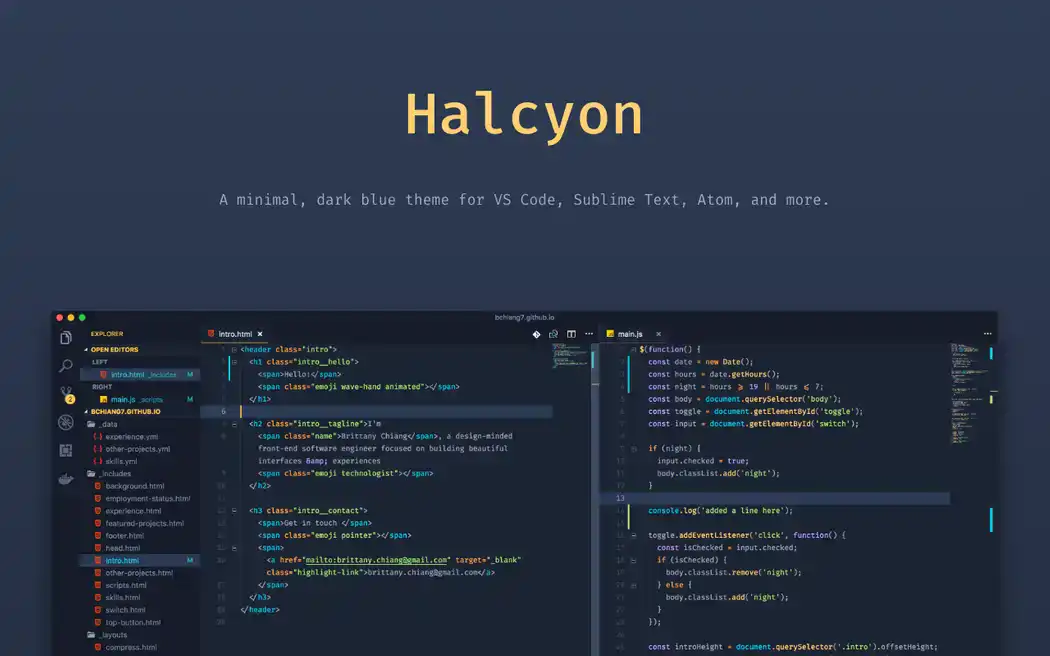 Halcyon
A minimal, dark blue theme for VS Code, Sublime Text, Atom, and more.
bchiang7.github.io
EXPLORER
OPEN EDITORS
LEFT
intro.html _includes M
RIGHT
main.js _scripts M
2
BCHIANG7.GITHUB.IO
_data
experience.yml
other-projects.yml
skills.yml
_includes
background.html
employment-status.html
experience.html
featured-projects.html
footer.html
head.html
intro.html M
other-projects.html
scripts.html
skills.html
switch.html
top-button.html
_layouts
compress.html
intro.html ×
<header class="intro">
<h1 class="intro__hello">
<span>Hello!</span>
<span class="emoji wave-hand animated"></span>
</h1>
6
<h2 class="intro__tagline">I'm
<span class="name">Brittany Chiang</span>, a design-minded
front-end software engineer focused on building beautiful
interfaces &amp; experiences
<span class="emoji technologist"></span>
</h2>
<h3 class="intro__contact">
<span>Get in touch </span>
<span class="emoji pointer"></span>
<span>
<a href="mailto:brittany.chiang@gmail.com" target="_blank"
class="highlight-link">brittany.chiang@gmail.com</a>
</span>
</h3>
</header>
main.js ×
$(function() {
const date = new Date();
const hours = date.getHours();
const night = hours ⩾ 19 || hours ⩽ 7;
const body = document.querySelector('body');
const toggle = document.getElementById('toggle');
const input = document.getElementById('switch');
if (night) {
input.checked = true;
body.classList.add('night');
}
13
console.log('added a line here');
toggle.addEventListener('click', function() {
const isChecked = input.checked;
if (isChecked) {
body.classList.remove('night');
} else {
body.classList.add('night');
}
});
const introHeight = document.querySelector('.intro').offsetHeight;